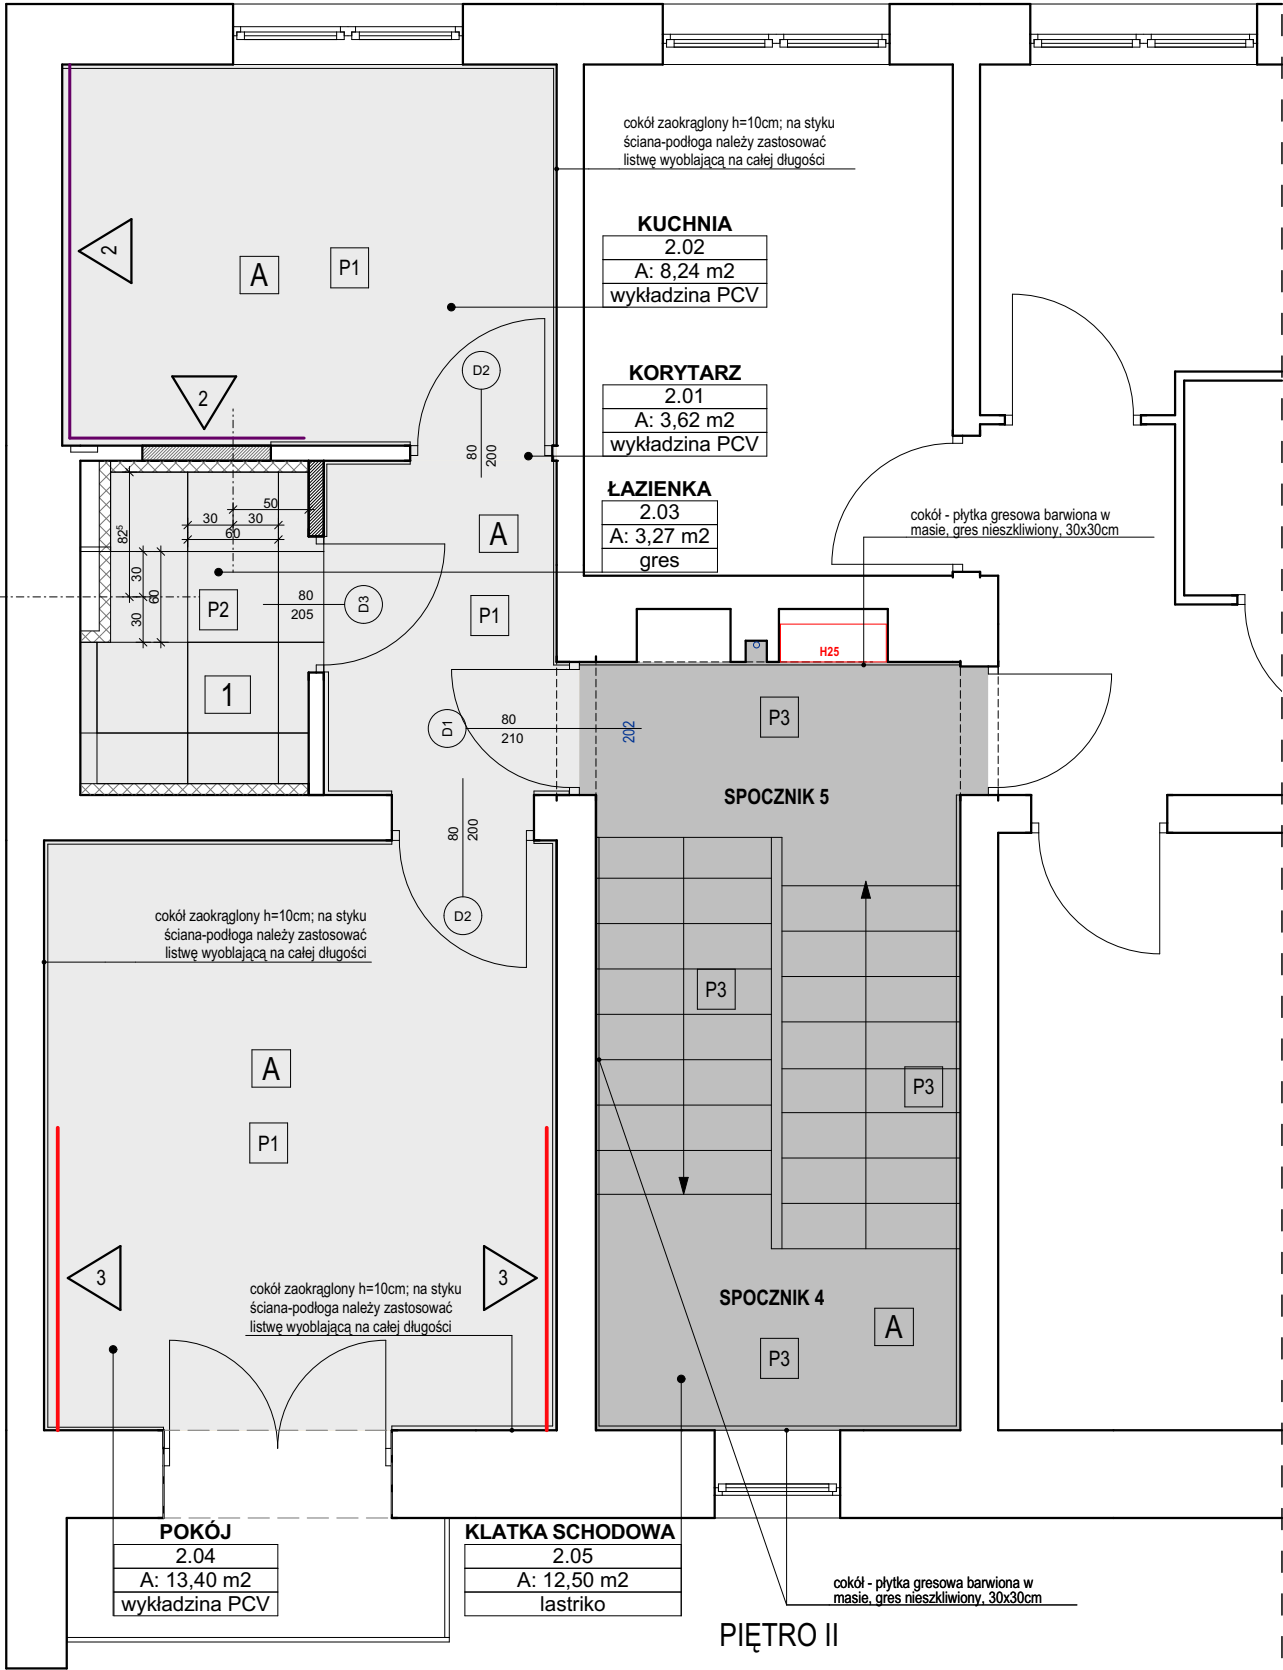 cokół zaokrąglony h=10cm; na styku
ściana-podłoga należy zastosować
listwę wyoblającą na całej długości
KUCHNIA
2.02
A: 8,24 m2
wykładzina PCV
2
A
P1
D2
80
200
2
KORYTARZ
2.01
A: 3,62 m2
wykładzina PCV
ŁAZIENKA
2.03
A: 3,27 m2
gres
cokół - płytka gresowa barwiona w
masie, gres nieszkliwiony, 30x30cm
50
30
30
60
82⁵
30
60
30
A
P2
80
205
D3
P1
1
H25
D1
80
210
202
P3
SPOCZNIK 5
80
200
D2
cokół zaokrąglony h=10cm; na styku
ściana-podłoga należy zastosować
listwę wyoblającą na całej długości
P3
A
P3
P1
3
3
cokół zaokrąglony h=10cm; na styku
ściana-podłoga należy zastosować
listwę wyoblającą na całej długości
SPOCZNIK 4
A
P3
POKÓJ
2.04
A: 13,40 m2
wykładzina PCV
KLATKA SCHODOWA
2.05
A: 12,50 m2
lastriko
cokół - płytka gresowa barwiona w
masie, gres nieszkliwiony, 30x30cm
PIĘTRO II